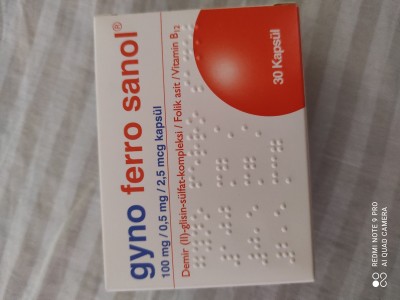 gyno ferro sanol®
100 mg / 0,5 mg / 2,5 mcg kapsül
Demir (II)-glisin-sülfat-kompleksi / Folik asit / Vitamin B12
30 Kapsül
REDMI NOTE 9 PRO
AI QUAD CAMERA